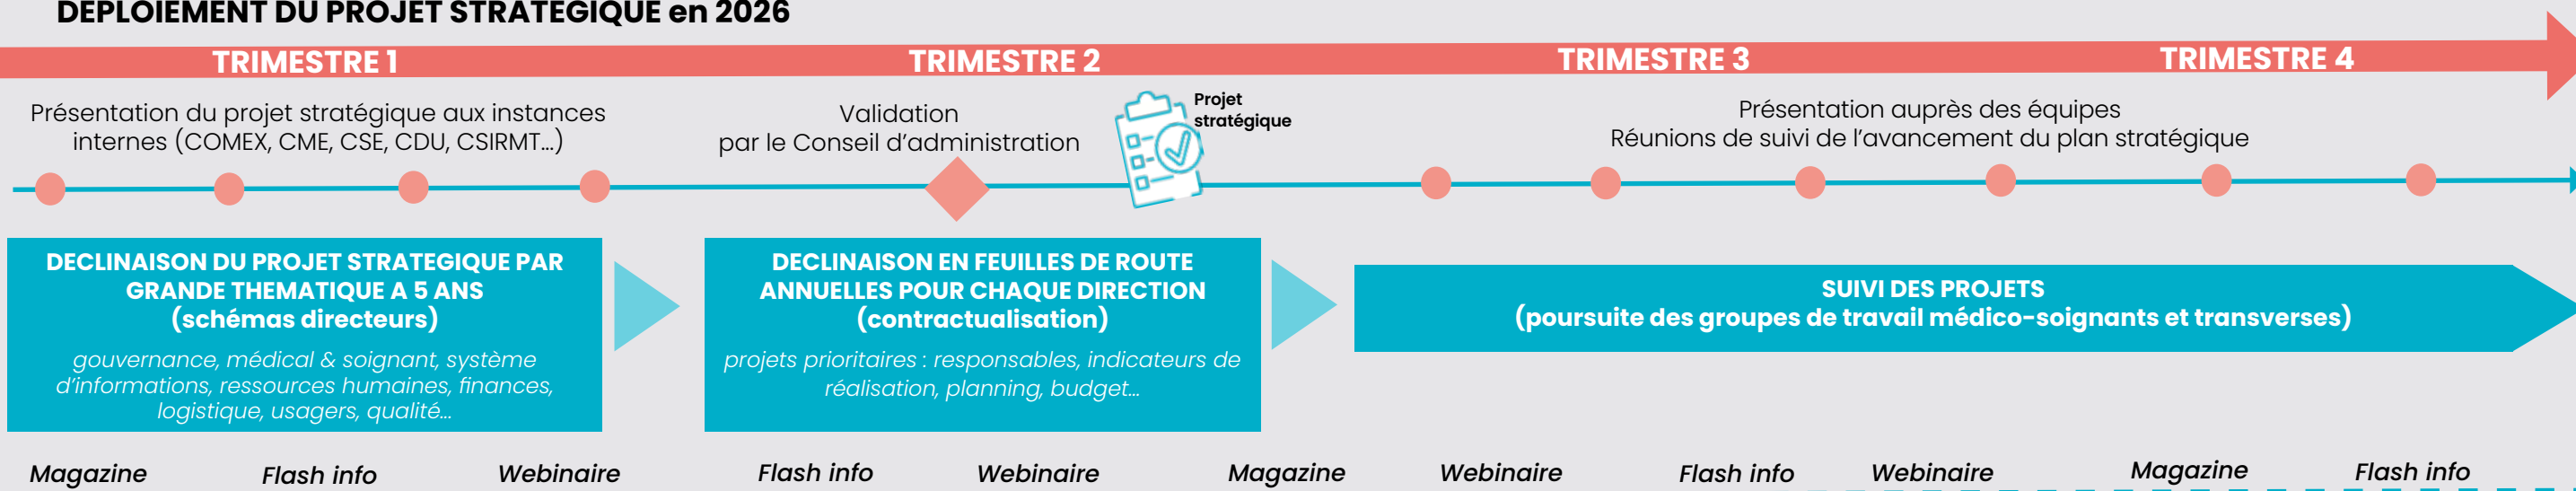 DEPLOIEMENT DU PROJET STRATEGIQUE en 2026
TRIMESTRE 1
TRIMESTRE 2
TRIMESTRE 3
TRIMESTRE 4
Présentation du projet stratégique aux instances
internes (COMEX, CME, CSE, CDU, CSIRMT...)
Validation
par le Conseil d'administration
Projet
stratégique
Présentation auprès des équipes
Réunions de suivi de l'avancement du plan stratégique
DECLINAISON DU PROJET STRATEGIQUE PAR
GRANDE THEMATIQUE A 5 ANS
(schémas directeurs)
gouvernance, médical & soignant, système
d'informations, ressources humaines, finances,
logistique, usagers, qualité...
DECLINAISON EN FEUILLES DE ROUTE
ANNUELLES POUR CHAQUE DIRECTION
(contractualisation)
projets prioritaires : responsables, indicateurs de
réalisation, planning, budget...
SUIVI DES PROJETS
(poursuite des groupes de travail médico-soignants et transverses)
Magazine
Flash info
Webinaire
Flash info
Webinaire
Magazine
Webinaire
Flash info
Webinaire
Magazine
Flash info